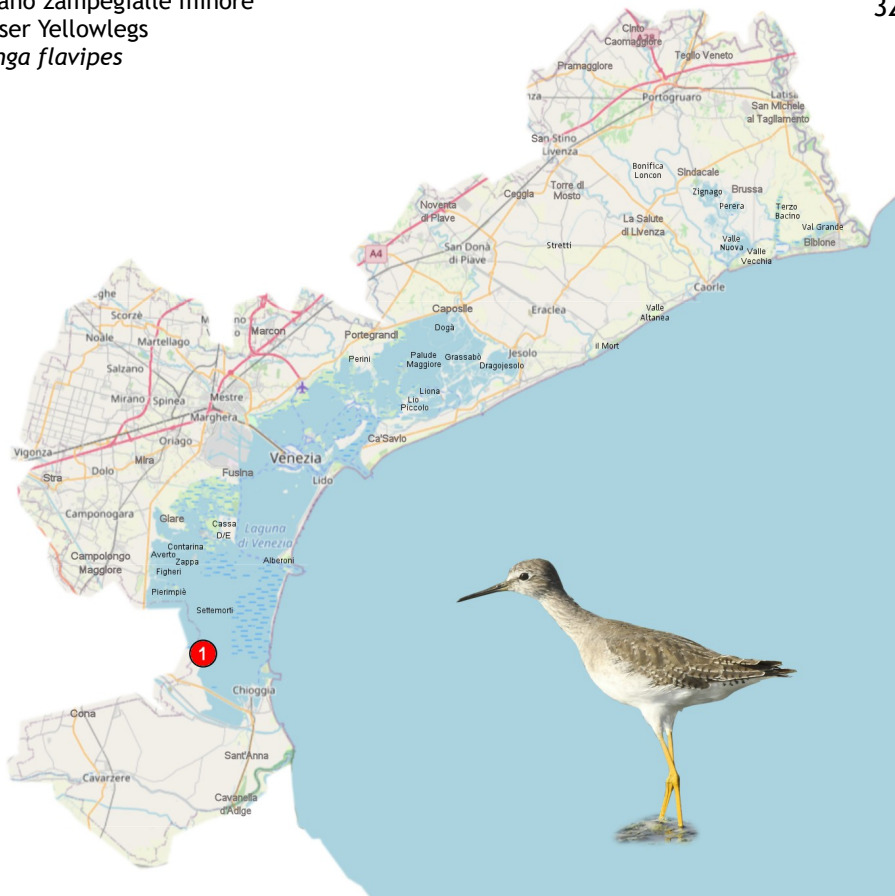 ano zampegialle minore
ser Yellowlegs
nga flavipes
32
Cinto
Caomaggiore
A28
Teglio Veneto
Pramaggiore
Portogruaro
Latisa
San Michele
al Tagliamento
San Stino
Livenza
Bonifica
Loncon
Sindacale
Zignago
Brussa
Perera
Terzo
Bacino
Val Grande
Bibione
Ceggia
Torre di
Mosto
Noventa
di Piave
La Salute
di Livenza
Valle
Nuova
Valle
Vecchia
A4
San Donà
di Piave
Stretti
Caorle
ghe
Scorzè
Caposile
Eraclea
Valle
Altanea
Noale
Martellago
Marcon
Portegrandi
Dogà
il Mort
Salzano
Perini
Palude
Maggiore
Grassabò
Jesolo
Dragojesolo
Mirano
Spinea
Mestre
Liona
Lio
Piccolo
Marghera
Oriago
Ca'Savio
Vigonza
Mira
Venezia
Stra
Dolo
Fusina
Lido
Camponogara
Giare
Cassa
D/E
Laguna
di Venezia
Contarina
Averto
Zappa
Alberoni
Campolongo
Maggiore
Figheri
Pierimpiè
Settemorti
1
Chioggia
Cona
Sant'Anna
Cavarzere
Cavanella
d'Adige